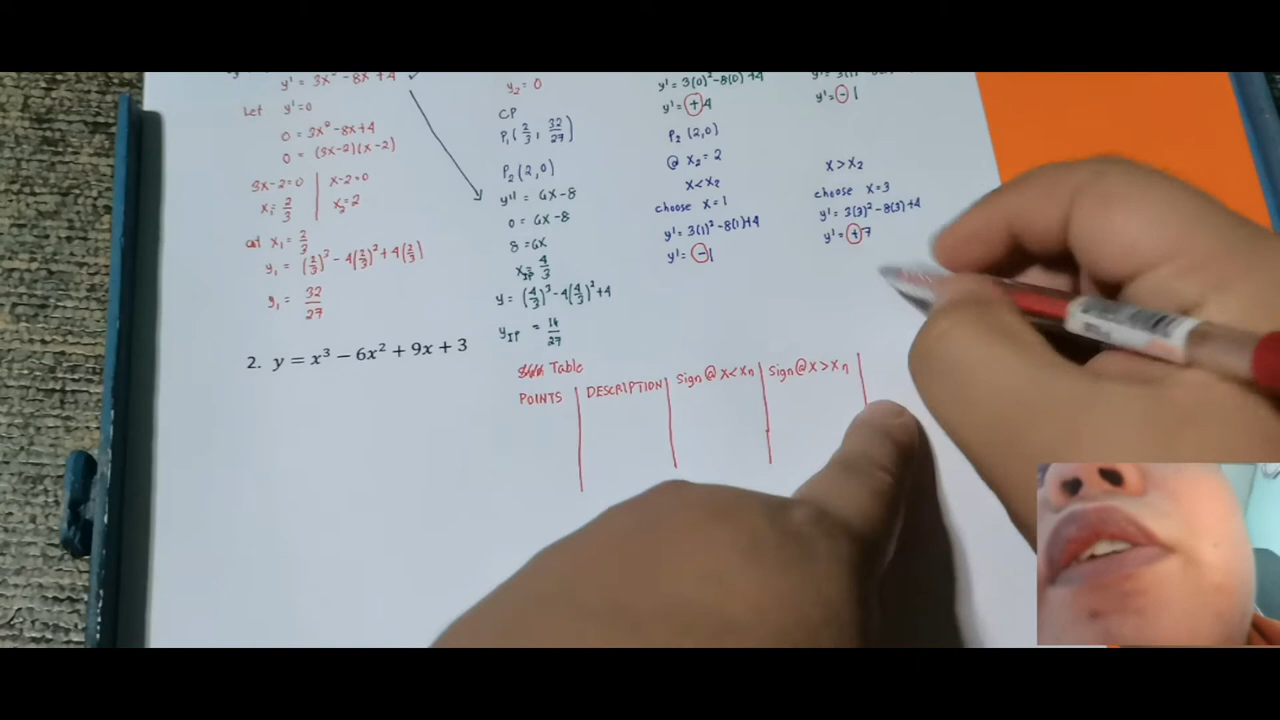 y' = 3x² - 8x + 4
Let y' = 0
0 = 3x² - 8x + 4
0 = (3x-2)(x-2)
3x-2=0 | x-2=0
x₁ = 2/3 | x₂ = 2
at x₁ = 2/3
y₁ = (2/3)³ - 4(2/3)² + 4(2/3)
y₁ = 32/27
2. y = x³ − 6x² + 9x + 3
y₂ = 0
CP
P₁(2/3, 32/27)
P₂(2,0)
y'' = 6x-8
0 = 6x-8
8 = 6x
x_IP = 4/3
y = (4/3)³ - 4(4/3)² + 4
y_IP = 16/27
y' = 3(0)² - 8(0) + 4
y' = +4
P₂(2,0)
@ x₂ = 2
x < x₂
choose x = 1
y' = 3(1)² - 8(1) + 4
y' = -1
y' = -1
x > x₂
choose x = 3
y' = 3(3)² - 8(3) + 4
y' = +7
Table
POINTS | DESCRIPTION | Sign @ x < xₙ | Sign @ x > xₙ |